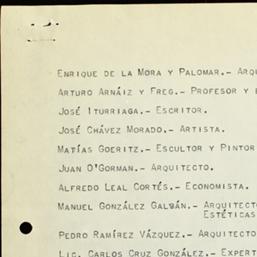 ENRIQUE DE LA MORA Y PALOMAR.- ARQ
ARTURO ARNÁIZ Y FREG.- PROFESOR Y
JOSÉ ITURRIAGA.- ESCRITOR.
JOSÉ CHÁVEZ MORADO.- ARTISTA.
MATÍAS GOERITZ.- ESCULTOR Y PINTOR
JUAN O'GORMAN.- ARQUITECTO.
ALFREDO LEAL CORTÉS.- ECONOMISTA.
MANUEL GONZÁLEZ GALBÁN.- ARQUITECTO
ESTÉTICAS
PEDRO RAMÍREZ VÁZQUEZ.- ARQUITECTO
LIC. CARLOS CRUZ GONZÁLEZ.- EXPERT